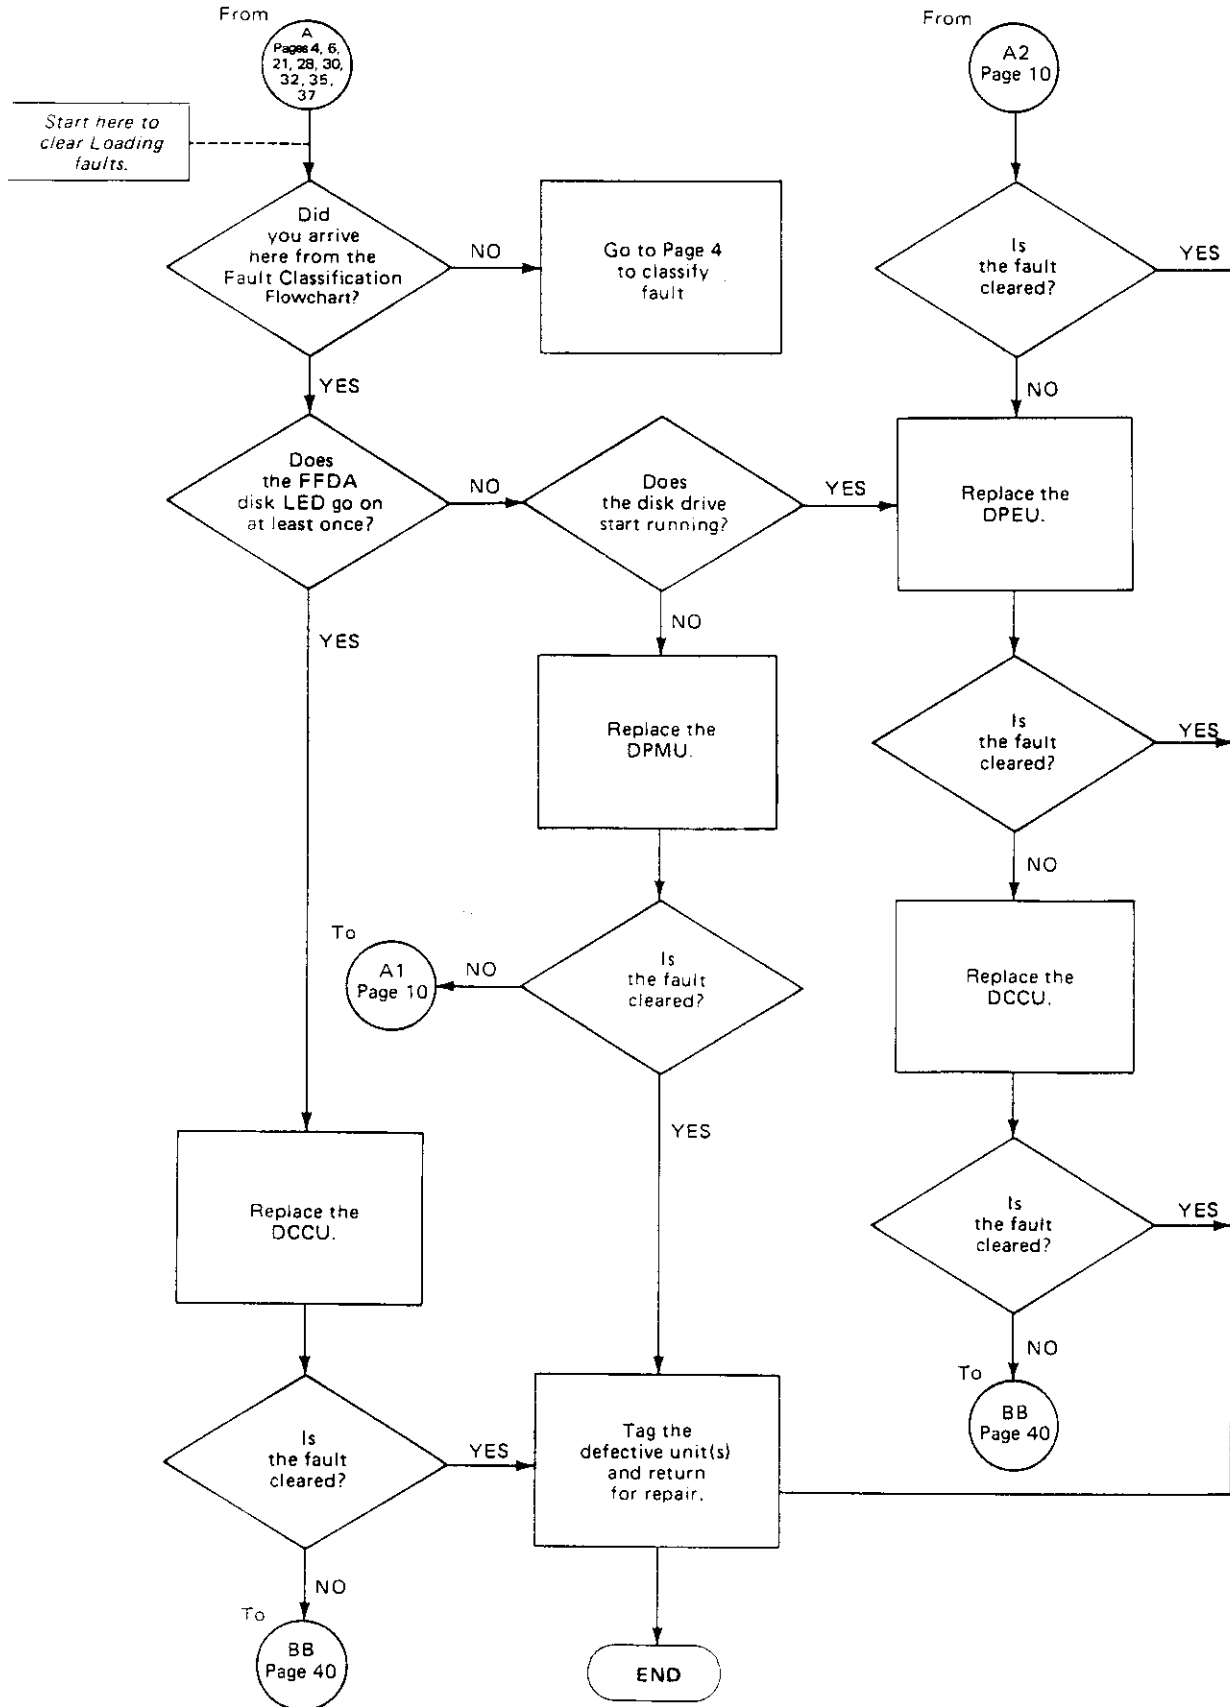 From
A
Pages 4, 6,
21, 28, 30,
32, 35,
37
Start here to
clear Loading
faults.
Did
you arrive
here from the
Fault Classification
Flowchart?
NO
Go to Page 4
to classify
fault
YES
Does
the FFDA
disk LED go on
at least once?
NO
Does
the disk drive
start running?
YES
YES
NO
Replace the
DPMU.
Is
the fault
cleared?
NO
To
A1
Page 10
YES
Replace the
DCCU.
Is
the fault
cleared?
YES
NO
To
BB
Page 40
Tag the
defective unit(s)
and return
for repair.
END
From
A2
Page 10
Is
the fault
cleared?
YES
NO
Replace the
DPEU.
Is
the fault
cleared?
YES
NO
Replace the
DCCU.
Is
the fault
cleared?
YES
NO
To
BB
Page 40